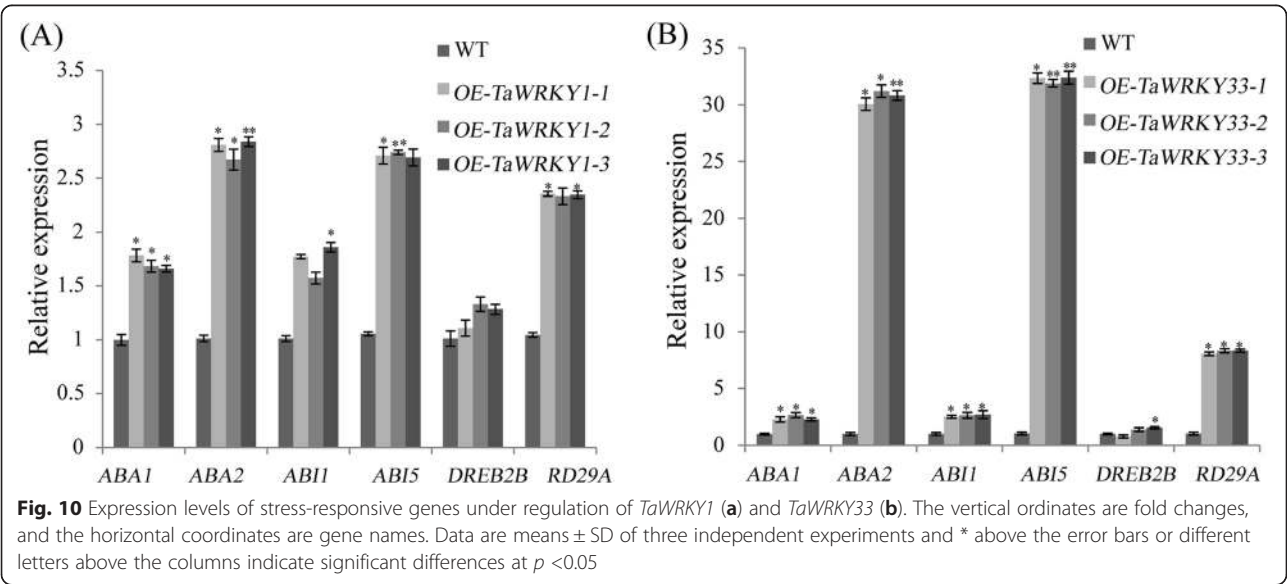 (A)
WT
OE-TaWRKY1-1
OE-TaWRKY1-2
OE-TaWRKY1-3
Relative expression
3.5
3
2.5
2
1.5
1
0.5
0
* * **
* * *
*
* **
* *
ABA1 ABA2 ABI1 ABI5 DREB2B RD29A
(B)
WT
OE-TaWRKY33-1
OE-TaWRKY33-2
OE-TaWRKY33-3
Relative expression
35
30
25
20
15
10
5
0
* * *
* * **
* * *
* ** **
*
* * *
ABA1 ABA2 ABI1 ABI5 DREB2B RD29A
Fig. 10 Expression levels of stress-responsive genes under regulation of TaWRKY1 (a) and TaWRKY33 (b). The vertical ordinates are fold changes,
and the horizontal coordinates are gene names. Data are means ± SD of three independent experiments and * above the error bars or different
letters above the columns indicate significant differences at p <0.05